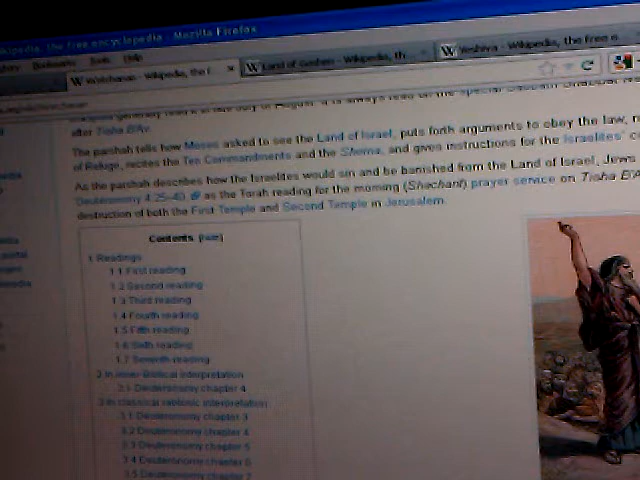 Wikipedia, the free encyclopedia - Mozilla Firefox
Bookmarks Tools Help
W - Wikipedia, the f × W Land of Goshen - Wikipedia, th W Yeshiva - Wikipedia, the free
after Tisha B'Av.
The parshah tells how Moses asked to see the Land of Israel, puts forth arguments to obey the law,
of Refuge, recites the Ten Commandments and the Shema, and gives instructions for the Israelites'
As the parshah describes how the Israelites would sin and be banished from the Land of Israel, Jews
Deuteronomy 4:25–40 as the Torah reading for the morning (Shacharit) prayer service on Tisha B'A
destruction of both the First Temple and Second Temple in Jerusalem.
Contents [hide]
1 Readings
1.1 First reading
1.2 Second reading
1.3 Third reading
1.4 Fourth reading
1.5 Fifth reading
1.6 Sixth reading
1.7 Seventh reading
2 In inner-Biblical interpretation
2.1 Deuteronomy chapter 4
3 In classical rabbinic interpretation
3.1 Deuteronomy chapter 3
3.2 Deuteronomy chapter 4
3.3 Deuteronomy chapter 5
3.4 Deuteronomy chapter 6
3.5 Deuteronomy chapter 7